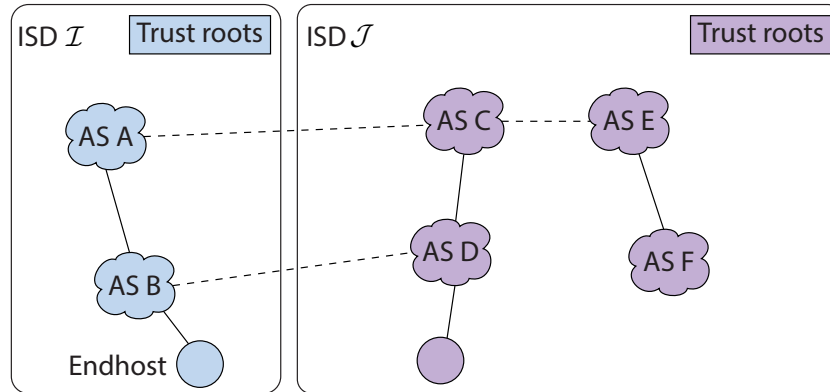 ISD ℐ
Trust roots
ISD 𝒥
Trust roots
AS A
AS C
AS E
AS B
AS D
AS F
Endhost